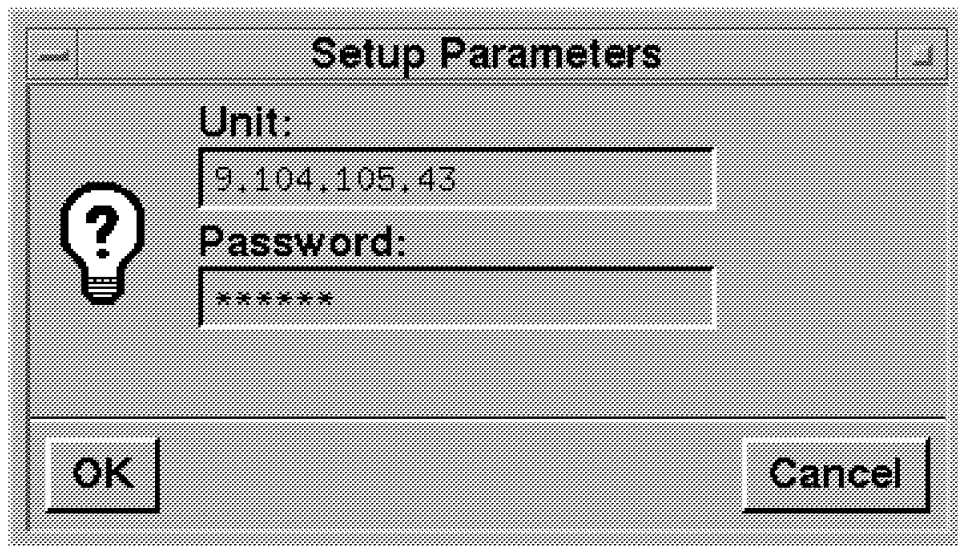 Setup Parameters
Unit:
9.104.105.43
Password:
******
?
OK
Cancel